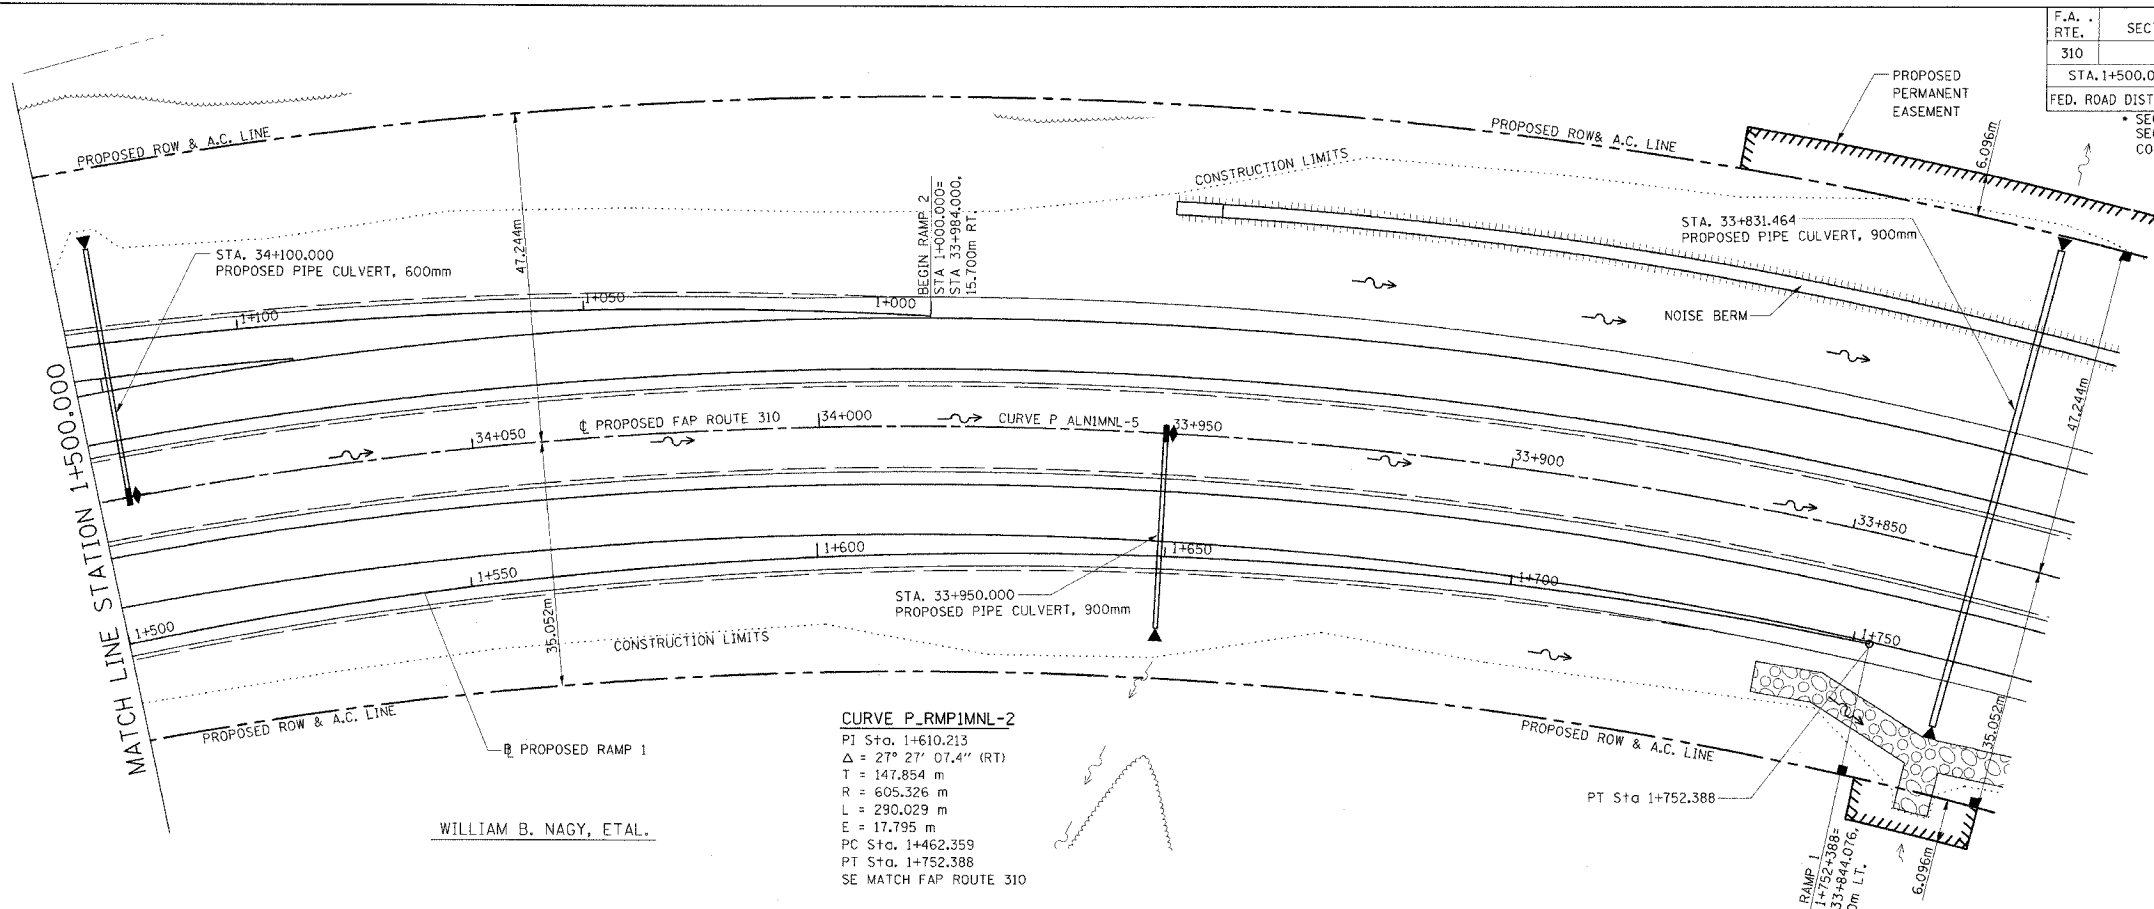 F.A. .
RTE.
310
STA. 1+500.0
FED. ROAD DIST
PROPOSED
PERMANENT
EASEMENT
6.096m
PROPOSED ROW & A.C. LINE
PROPOSED ROW& A.C. LINE
CONSTRUCTION LIMITS
STA. 34+100.000
PROPOSED PIPE CULVERT, 600mm
47.244m
BEGIN RAMP 2
STA 1+000.000=
STA 33+984.000,
15.700m RT.
STA. 33+831.464
PROPOSED PIPE CULVERT, 900mm
NOISE BERM
1+100
1+050
1+000
MATCH LINE STATION 1+500.000
34+050
℄ PROPOSED FAP ROUTE 310
34+000
CURVE P_ALN1MNL-5
33+950
33+900
33+850
47.244m
1+500
1+550
1+600
1+650
1+700
1+750
35.052m
STA. 33+950.000
PROPOSED PIPE CULVERT, 900mm
CONSTRUCTION LIMITS
PROPOSED ROW & A.C. LINE
PROPOSED RAMP 1
PROPOSED ROW & A.C. LINE
35.052m
PT Sta 1+752.388
CURVE P_RMP1MNL-2
PI Sta. 1+610.213
Δ = 27° 27' 07.4" (RT)
T = 147.854 m
R = 605.326 m
L = 290.029 m
E = 17.795 m
PC Sta. 1+462.359
PT Sta. 1+752.388
SE MATCH FAP ROUTE 310
WILLIAM B. NAGY, ETAL.
RAMP 1
1+752+388=
33+844.076,
0m LT.
6.096m